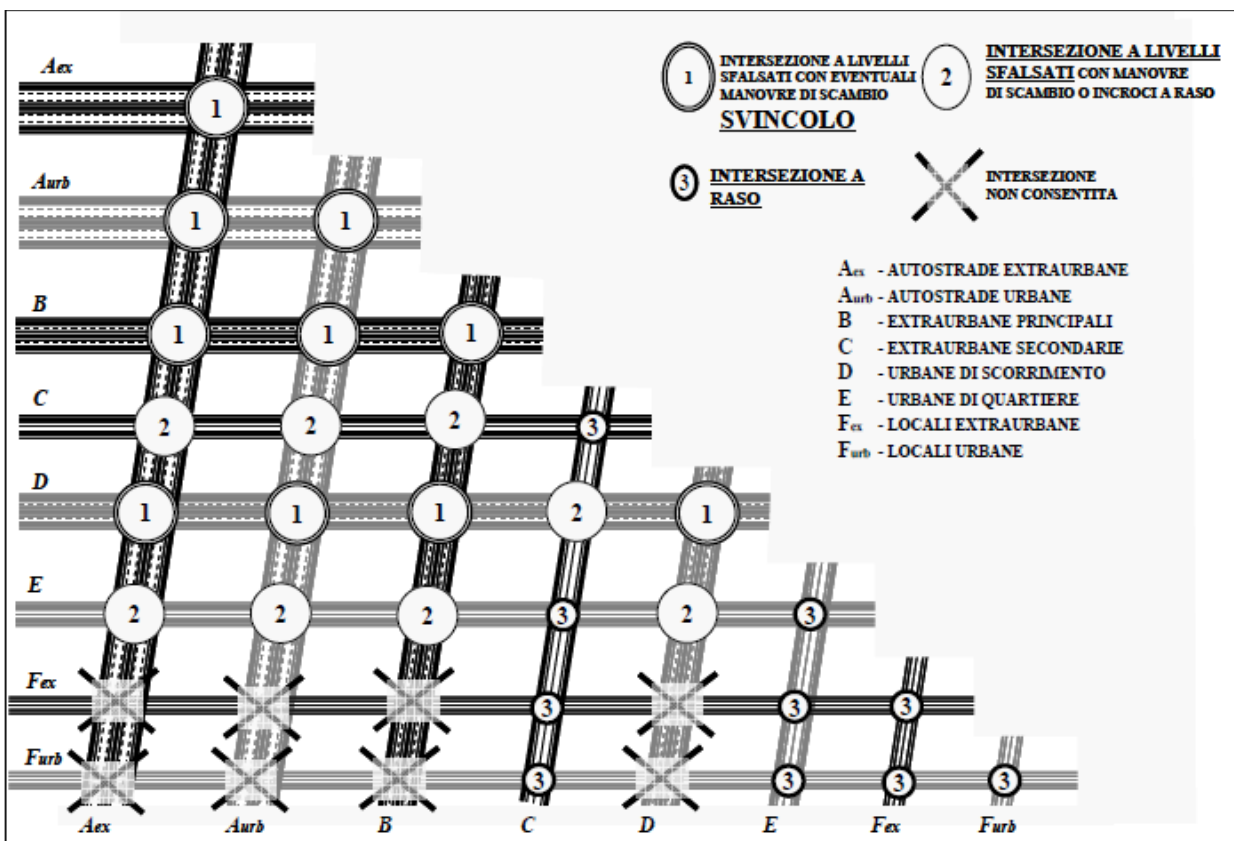 Aex
1
INTERSEZIONE A LIVELLI
SFALSATI CON EVENTUALI
MANOVRE DI SCAMBIO
SVINCOLO
1
2
INTERSEZIONE A LIVELLI
SFALSATI CON MANOVRE
DI SCAMBIO O INCROCI A RASO
3
INTERSEZIONE A
RASO
INTERSEZIONE
NON CONSENTITA
Aurb
1 1
Aex - AUTOSTRADE EXTRAURBANE
Aurb - AUTOSTRADE URBANE
B - EXTRAURBANE PRINCIPALI
C - EXTRAURBANE SECONDARIE
D - URBANE DI SCORRIMENTO
E - URBANE DI QUARTIERE
Fex - LOCALI EXTRAURBANE
Furb - LOCALI URBANE
B
1 1 1
C
2 2 2 3
D
1 1 1 2 1
E
2 2 2 3 2 3
Fex
3 3 3
Furb
3 3 3 3
Aex Aurb B C D E Fex Furb